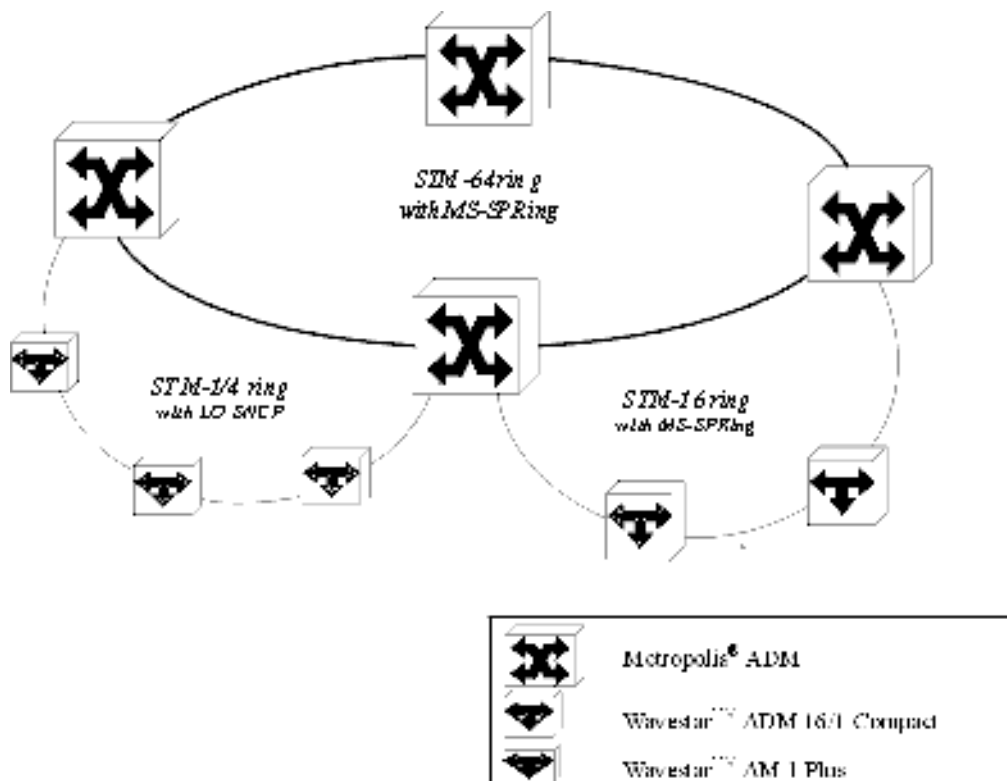 STM-64 ring
with MS-SPRing
STM-1/4 ring
with LO SNCP
STM-16 ring
with MS-SPRing
Metropolis® ADM
Wavestar™ ADM 16/1 Compact
Wavestar™ AM 1 Plus